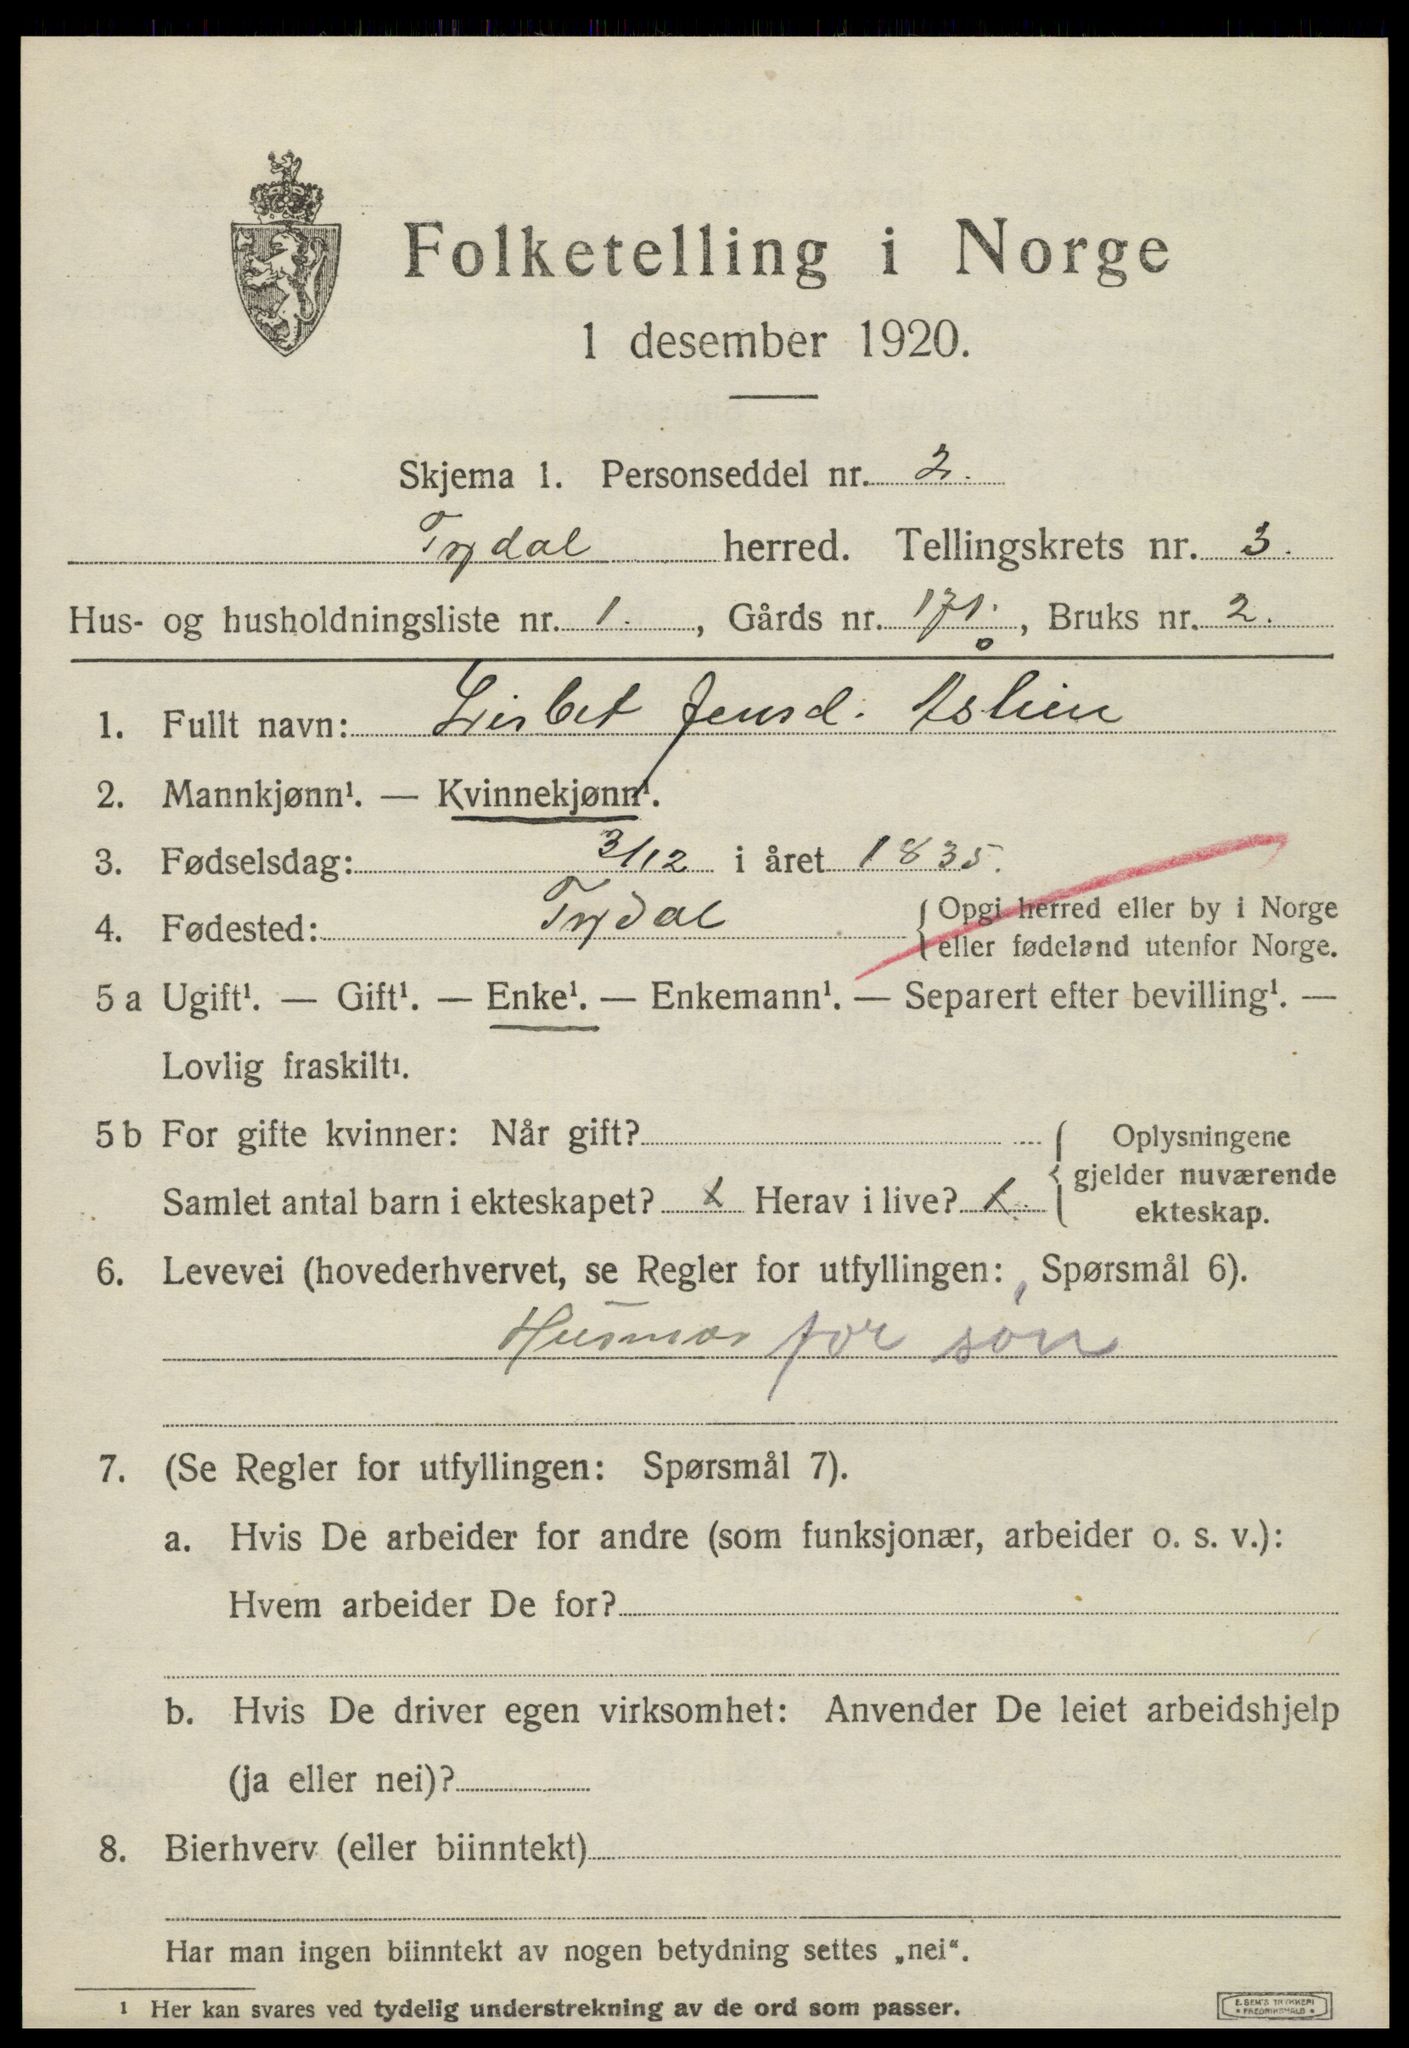 Folketelling i Norge
1 desember 1920.
Skjema 1. Personseddel nr. 2.
Tydal herred. Tellingskrets nr. 3.
Hus- og husholdningsliste nr. 1., Gårds nr. 171., Bruks nr. 2.
1. Fullt navn: Lisbet Jensd. Aslien
2. Mannkjønn¹. — Kvinnekjønn¹.
3. Fødselsdag: 3/12 i året 1835.
4. Fødested: Tydal { Opgi herred eller by i Norge
eller fødeland utenfor Norge.
5 a Ugift¹. — Gift¹. — Enke¹. — Enkemann¹. — Separert efter bevilling¹. —
Lovlig fraskilt¹.
5 b For gifte kvinner: Når gift? { Oplysningene
gjelder nuværende
Samlet antal barn i ekteskapet? x Herav i live? x. ekteskap.
6. Levevei (hovederhvervet, se Regler for utfyllingen: Spørsmål 6).
Husmor for søn
7. (Se Regler for utfyllingen: Spørsmål 7).
a. Hvis De arbeider for andre (som funksjonær, arbeider o. s. v.):
Hvem arbeider De for?
b. Hvis De driver egen virksomhet: Anvender De leiet arbeidshjelp
(ja eller nei)?
8. Bierhverv (eller biinntekt)
Har man ingen biinntekt av nogen betydning settes „nei“.
¹ Her kan svares ved tydelig understrekning av de ord som passer.
E. SEM'S TRYKKERI
FREDRIKSHALD